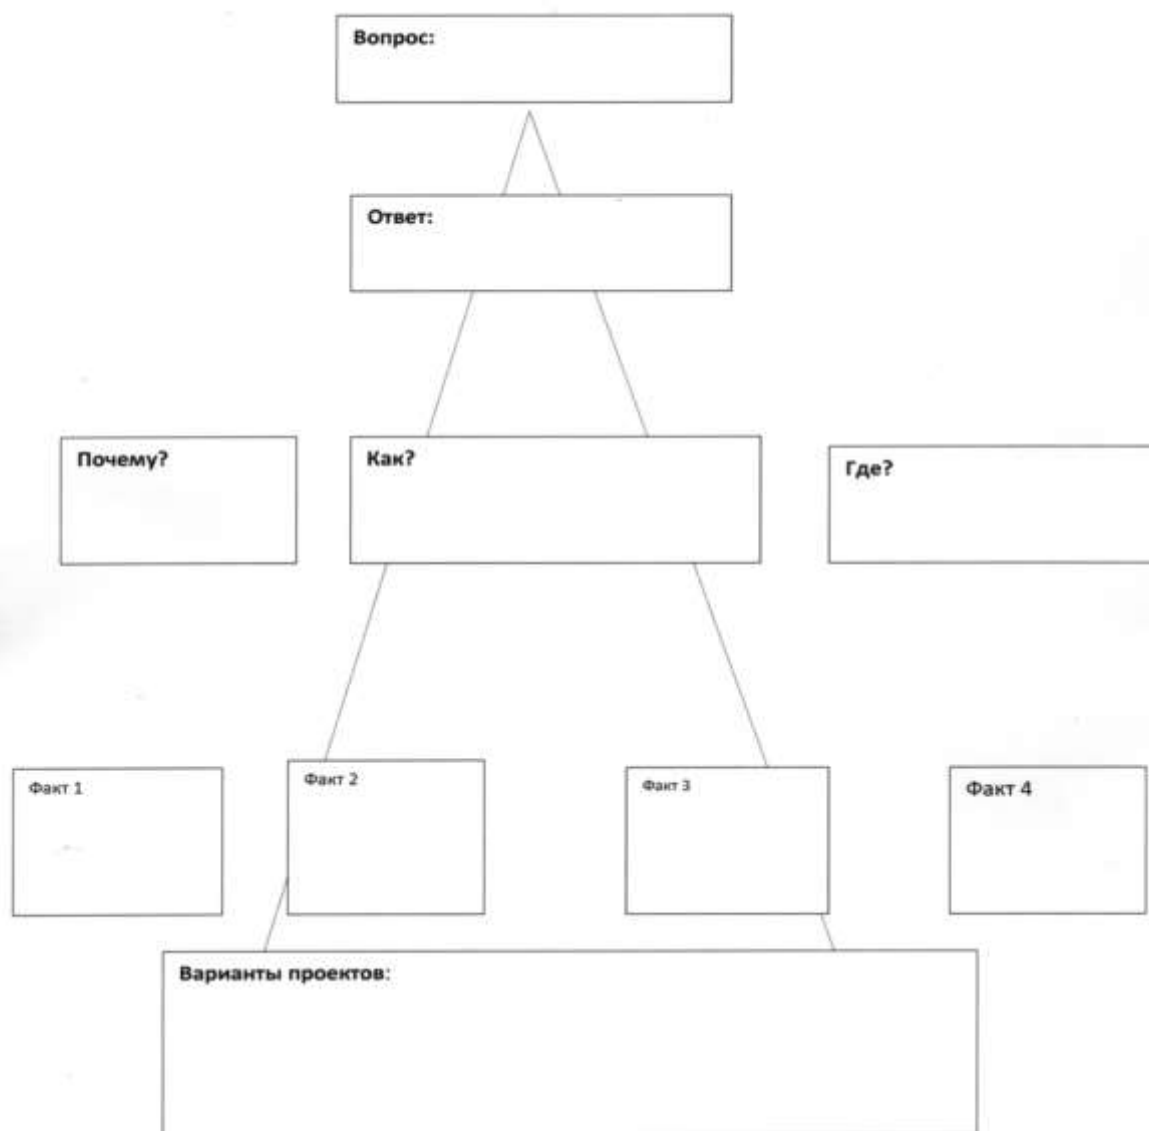 Вопрос:
Ответ:
Почему?
Как?
Где?
Факт 1
Факт 2
Факт 3
Факт 4
Варианты проектов: